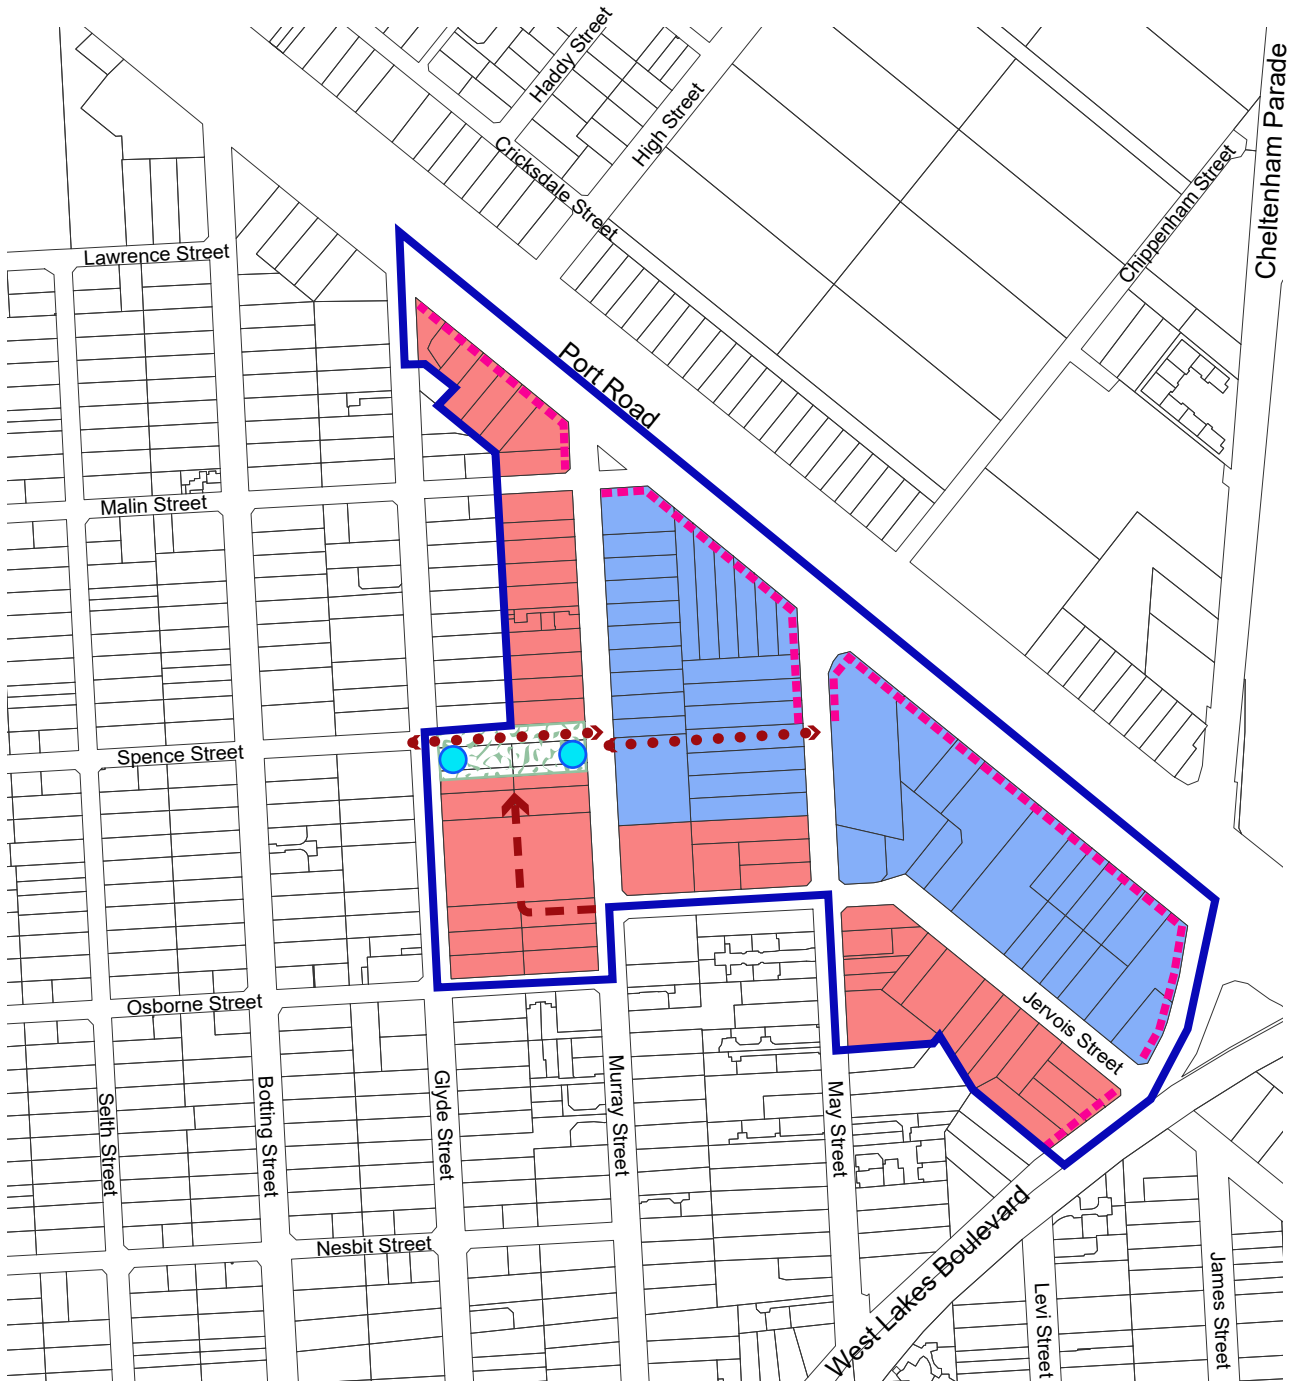 Haddy Street
High Street
Cricksdale Street
Cheltenham Parade
Chippenham Street
Lawrence Street
Port Road
Malin Street
Spence Street
Osborne Street
Jervois Street
Selth Street
Botting Street
Glyde Street
Murray Street
May Street
West Lakes Boulevard
Nesbit Street
Levi Street
James Street